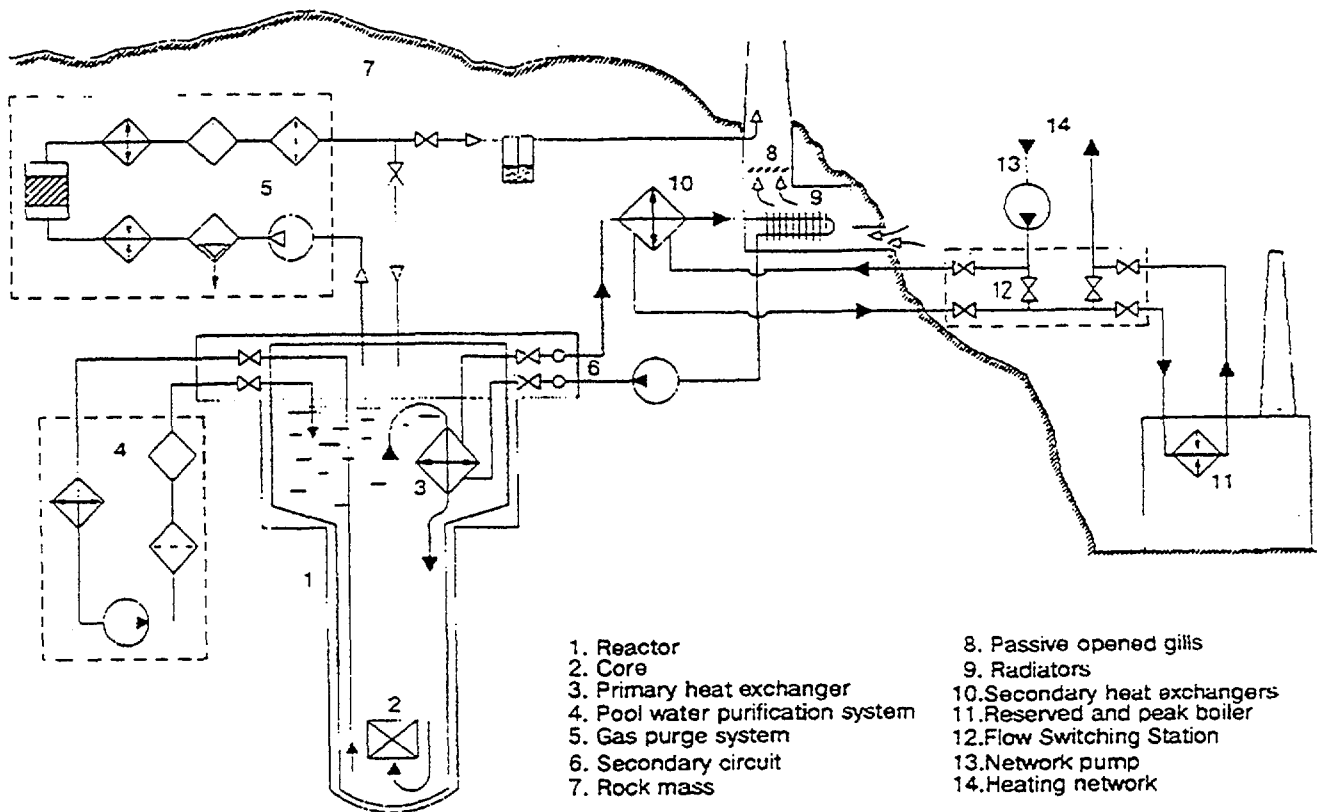 7
14
13
8
5
10
9
12
6
4
3
11
1
2
1. Reactor
2. Core
3. Primary heat exchanger
4. Pool water purification system
5. Gas purge system
6. Secondary circuit
7. Rock mass
8. Passive opened gills
9. Radiators
10.Secondary heat exchangers
11.Reserved and peak boiler
12.Flow Switching Station
13.Network pump
14.Heating network